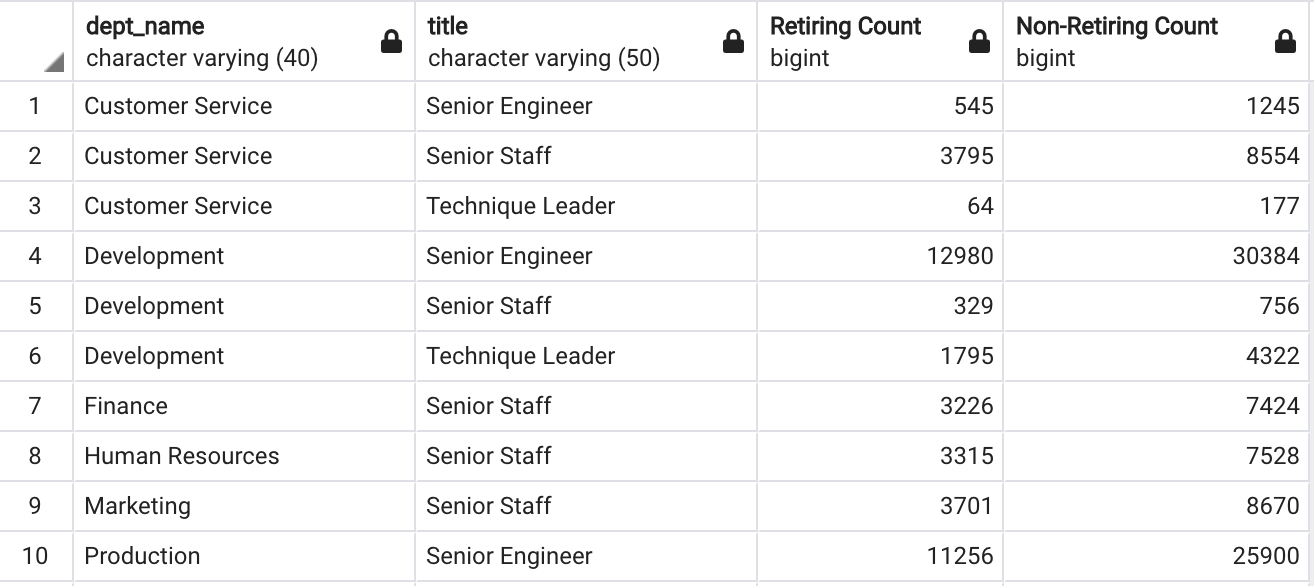 dept_name title Retiring Count Non-Retiring Count
character varying (40) character varying (50) bigint bigint
1 Customer Service Senior Engineer 545 1245
2 Customer Service Senior Staff 3795 8554
3 Customer Service Technique Leader 64 177
4 Development Senior Engineer 12980 30384
5 Development Senior Staff 329 756
6 Development Technique Leader 1795 4322
7 Finance Senior Staff 3226 7424
8 Human Resources Senior Staff 3315 7528
9 Marketing Senior Staff 3701 8670
10 Production Senior Engineer 11256 25900